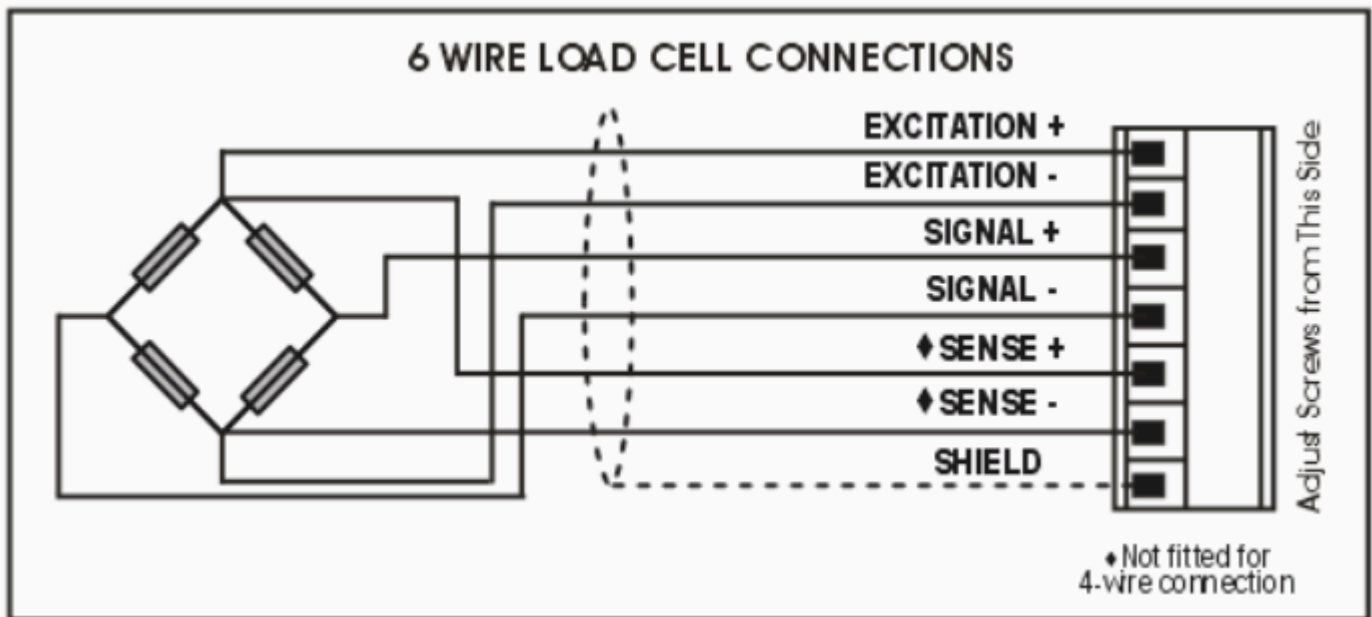 6 WIRE LOAD CELL CONNECTIONS
EXCITATION +
EXCITATION -
SIGNAL +
SIGNAL -
♦SENSE +
♦SENSE -
SHIELD
Adjust Screws from This Side
♦Not fitted for
4-wire connection